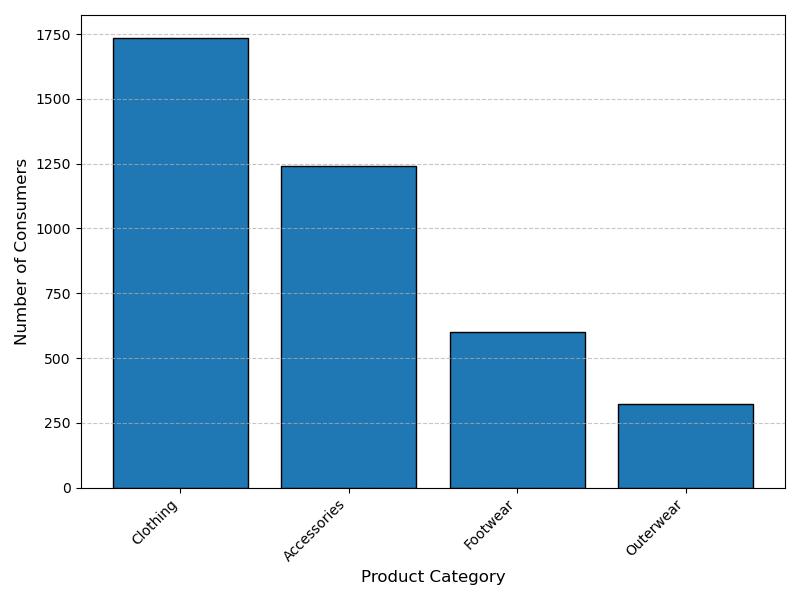 1750
1500
1250
1000
750
500
250
0
Number of Consumers
Clothing
Accessories
Footwear
Outerwear
Product Category